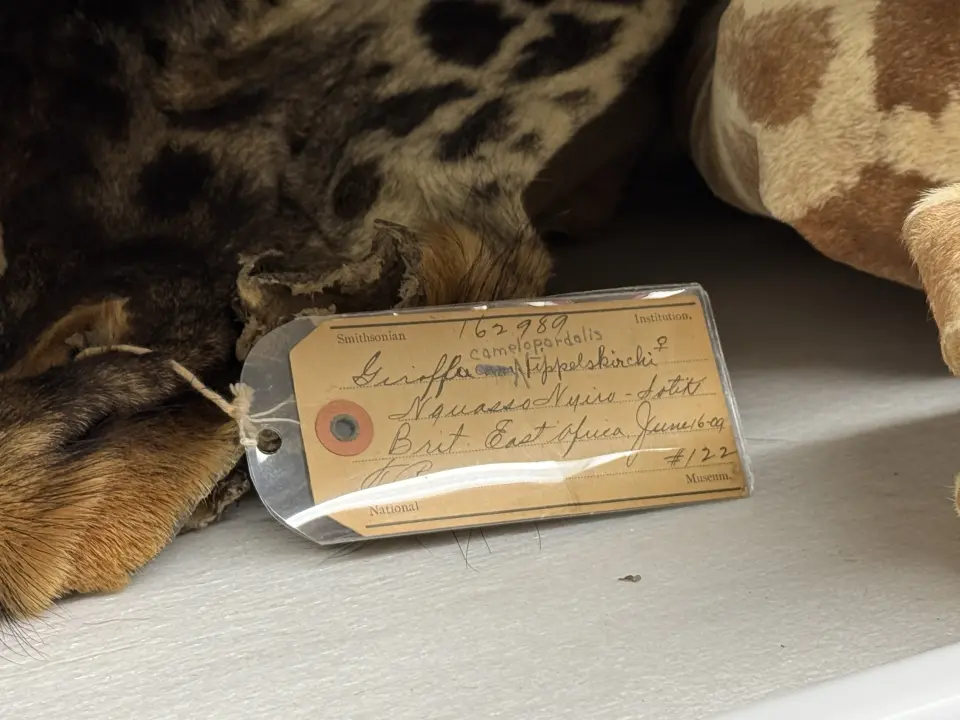 Smithsonian 162989 Institution.
camelopardalis
Giraffa tippelskirchi ♀
Nguasso Nyiro - Sotik
Brit. East Africa June 16-09
#122
National Museum.